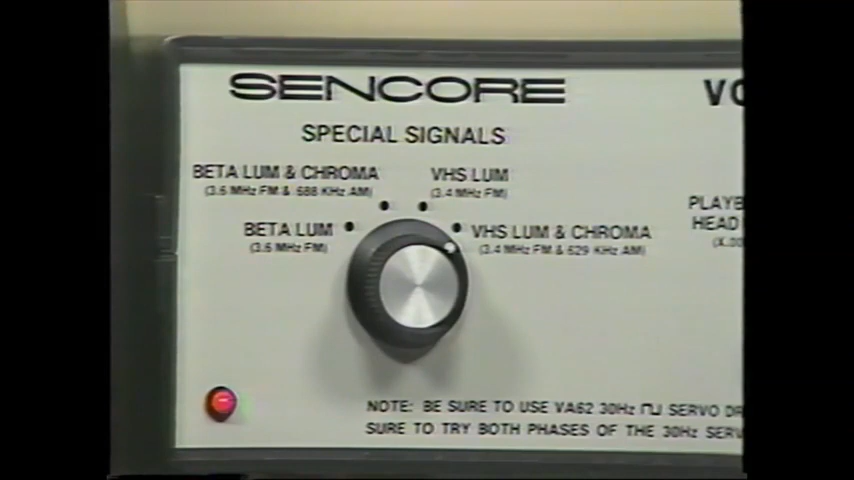 SENCORE
SPECIAL SIGNALS
BETA LUM & CHROMA
(3.6 MHz FM & 688 KHz AM)
VHS LUM
(3.4 MHz FM)
BETA LUM
(3.6 MHz FM)
VHS LUM & CHROMA
(3.4 MHz FM & 629 KHz AM)
HEAD
NOTE: BE SURE TO USE VA62 30Hz SERVO
SURE TO TRY BOTH PHASES OF THE 30Hz